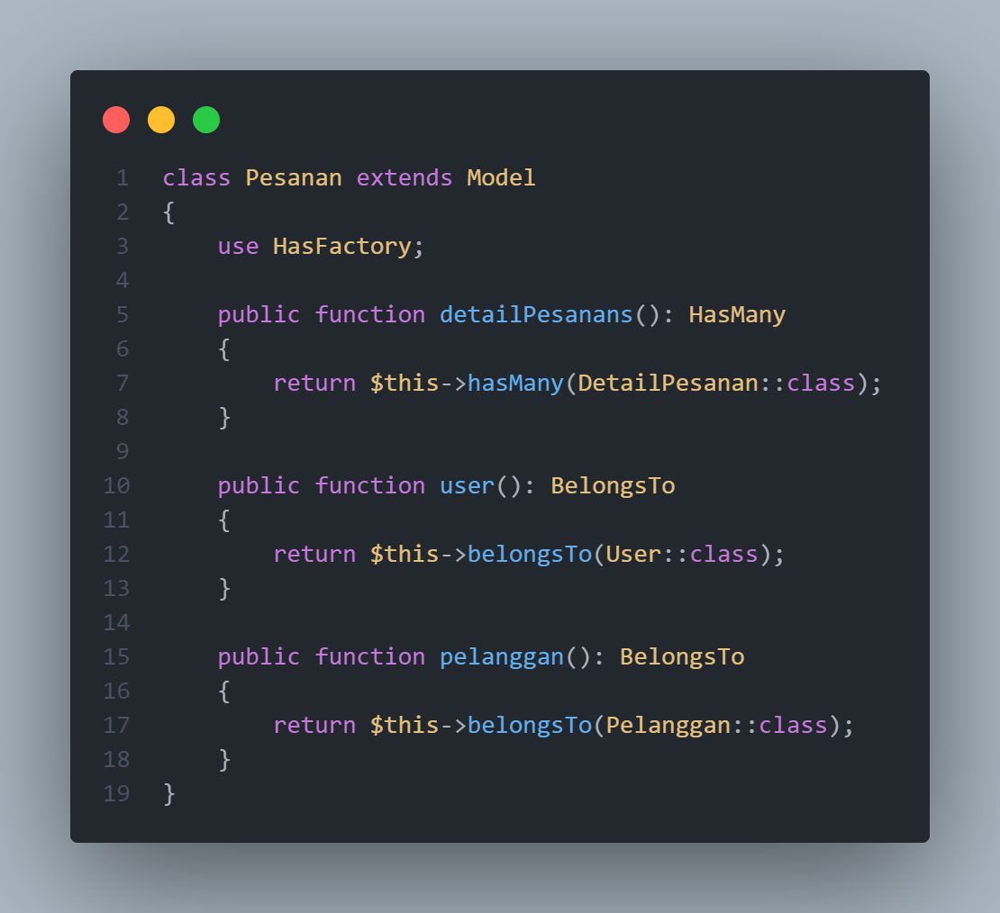 1 class Pesanan extends Model
2 {
3     use HasFactory;
4
5     public function detailPesanans(): HasMany
6     {
7         return $this->hasMany(DetailPesanan::class);
8     }
9
10     public function user(): BelongsTo
11     {
12         return $this->belongsTo(User::class);
13     }
14
15     public function pelanggan(): BelongsTo
16     {
17         return $this->belongsTo(Pelanggan::class);
18     }
19 }